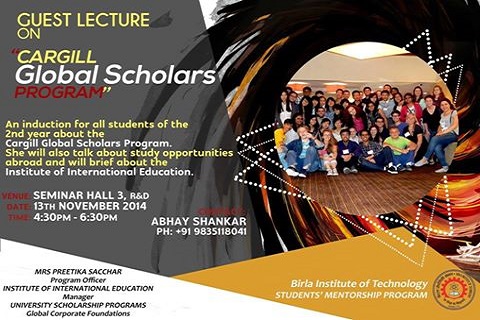 GUEST LECTURE
ON
"CARGILL
Global Scholars
PROGRAM"
An induction for all students of the
2nd year about the
Cargill Global Scholars Program.
She will also talk about study opportunities
abroad and will brief about the
Institute of International Education.
VENUE: SEMINAR HALL 3, R&D
DATE: 13TH NOVEMBER 2014
TIME: 4:30PM - 6:30PM
ABHAY SHANKAR
PH: +91 9835118041
MRS PREETIKA SACCHAR
Program Officer
INSTITUTE OF INTERNATIONAL EDUCATION
Manager
UNIVERSITY SCHOLARSHIP PROGRAMS
Global Corporate Foundations
Birla Institute of Technology
STUDENTS' MENTORSHIP PROGRAM